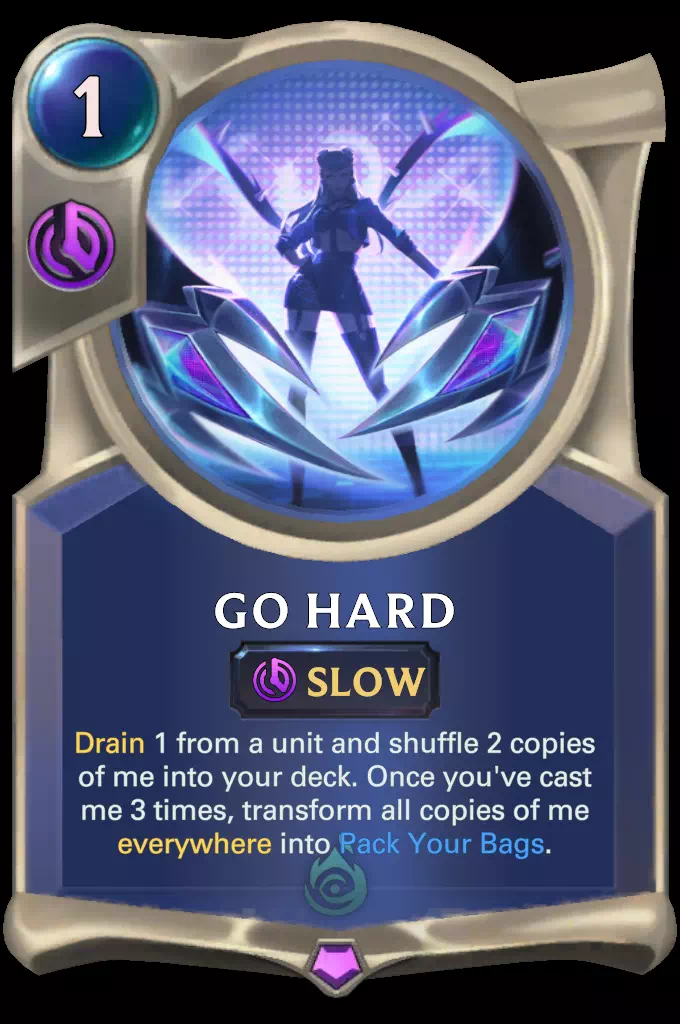 1
GO HARD
SLOW
Drain 1 from a unit and shuffle 2 copies
of me into your deck. Once you've cast
me 3 times, transform all copies of me
everywhere into Pack Your Bags.